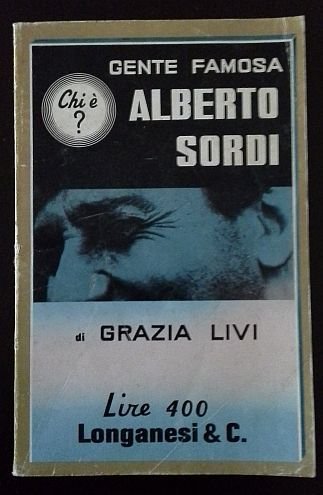 GENTE FAMOSA
Chi è
?
ALBERTO
SORDI
di GRAZIA LIVI
Lire 400
Longanesi & C.